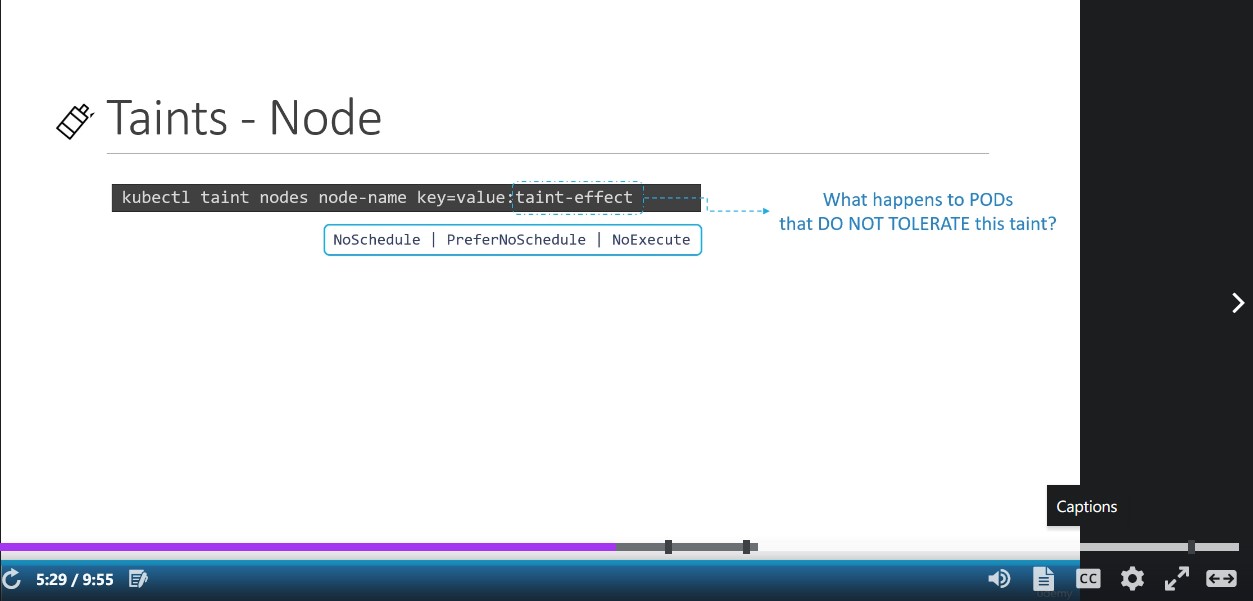 Taints - Node
kubectl taint nodes node-name key=value:taint-effect
What happens to PODs
that DO NOT TOLERATE this taint?
NoSchedule | PreferNoSchedule | NoExecute
Captions
5:29 / 9:55
CC
Udemy